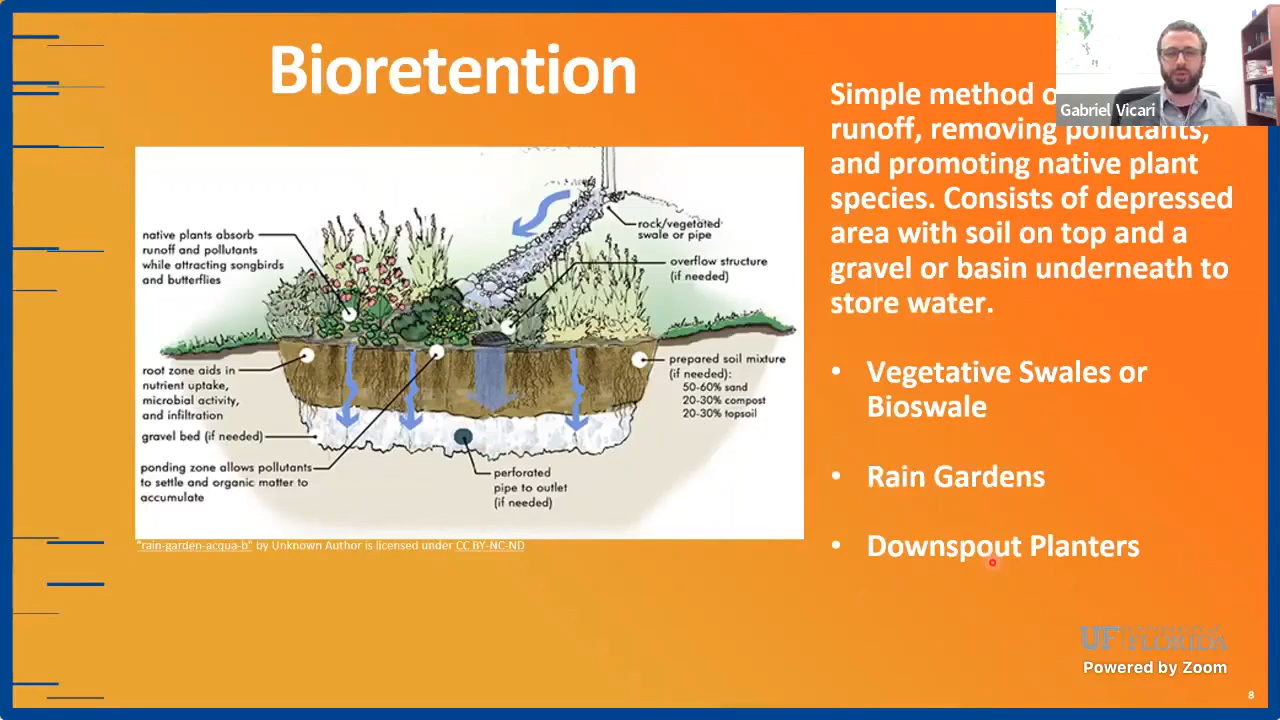 Bioretention
Gabriel Vicari
Simple method
runoff, removing pollutants,
and promoting native plant
species. Consists of depressed
area with soil on top and a
gravel or basin underneath to
store water.
• Vegetative Swales or
Bioswale
• Rain Gardens
• Downspout Planters
native plants absorb
runoff and pollutants
while attracting songbirds
and butterflies
rock/vegetated
swale or pipe
overflow structure
(if needed)
root zone aids in
nutrient uptake,
microbial activity,
and infiltration
prepared soil mixture
(if needed):
50-60% sand
20-30% compost
20-30% topsoil
gravel bed (if needed)
ponding zone allows pollutants
to settle and organic matter to
accumulate
perforated
pipe to outlet
(if needed)
"rain-garden-acqua-b" by Unknown Author is licensed under CC BY-NC-ND
UF FLORIDA
Powered by Zoom
8